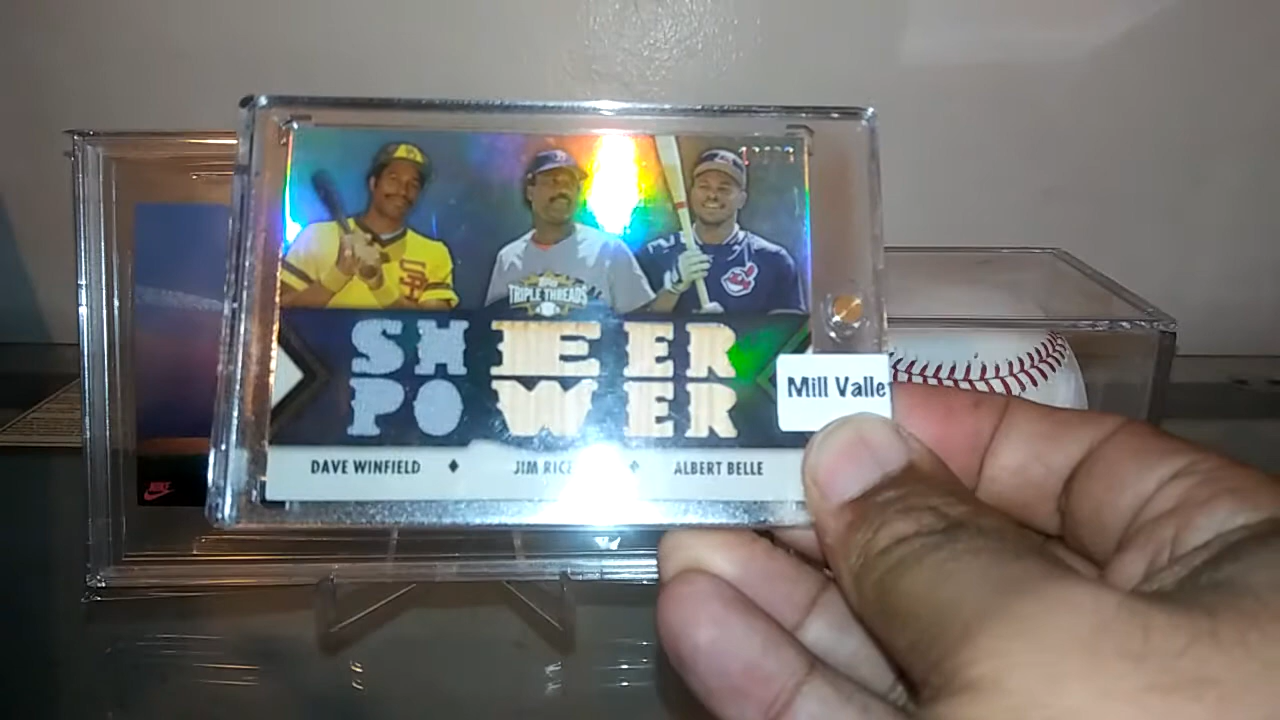 TRIPLE THREADS
SHEER
POWER
Mill Valle
DAVE WINFIELD ♦ JIM RICE ♦ ALBERT BELLE